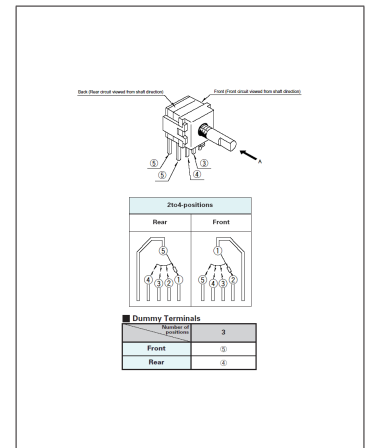 Back (Rear circuit viewed from shaft direction)
Front (Front circuit viewed from shaft direction)
⑤
⑤
④
③
A
2to4-positions
Rear
Front
⑤
④ ③ ② ①
①
⑤ ④ ③ ②
■ Dummy Terminals
Number of positions
3
Front
⑤
Rear
④